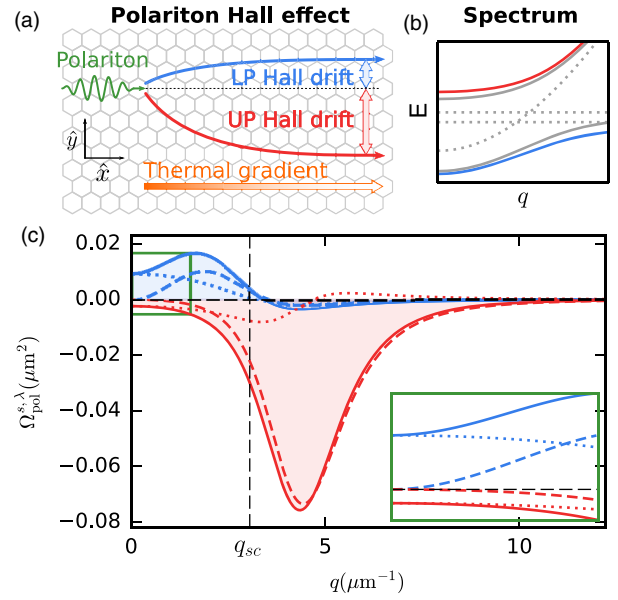 (a) Polariton Hall effect
Polariton
LP Hall drift
UP Hall drift
ŷ
x̂
Thermal gradient
(b) Spectrum
E
q
(c)
0.02
0.00
−0.02
−0.04
−0.06
−0.08
Ω^{s,λ}_{pol}(μm²)
0
q_{sc}
5
10
q(μm⁻¹)